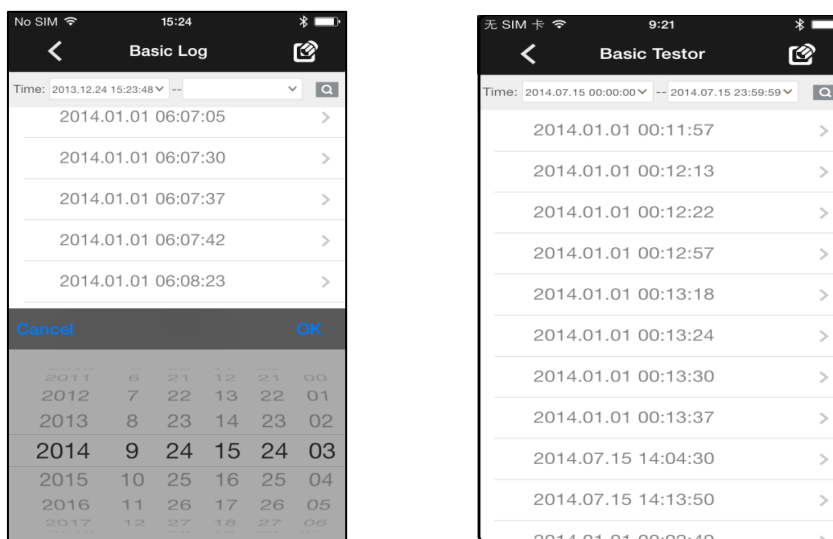 No SIM 15:24
Basic Log
Time: 2013.12.24 15:23:48 --
2014.01.01 06:07:05
2014.01.01 06:07:30
2014.01.01 06:07:37
2014.01.01 06:07:42
2014.01.01 06:08:23
Cancel OK
2011 6 21 12 21 00
2012 7 22 13 22 01
2013 8 23 14 23 02
2014 9 24 15 24 03
2015 10 25 16 25 04
2016 11 26 17 26 05
2017 12 27 18 27 06
无 SIM 卡 9:21
Basic Testor
Time: 2014.07.15 00:00:00 -- 2014.07.15 23:59:59
2014.01.01 00:11:57
2014.01.01 00:12:13
2014.01.01 00:12:22
2014.01.01 00:12:57
2014.01.01 00:13:18
2014.01.01 00:13:24
2014.01.01 00:13:30
2014.01.01 00:13:37
2014.07.15 14:04:30
2014.07.15 14:13:50